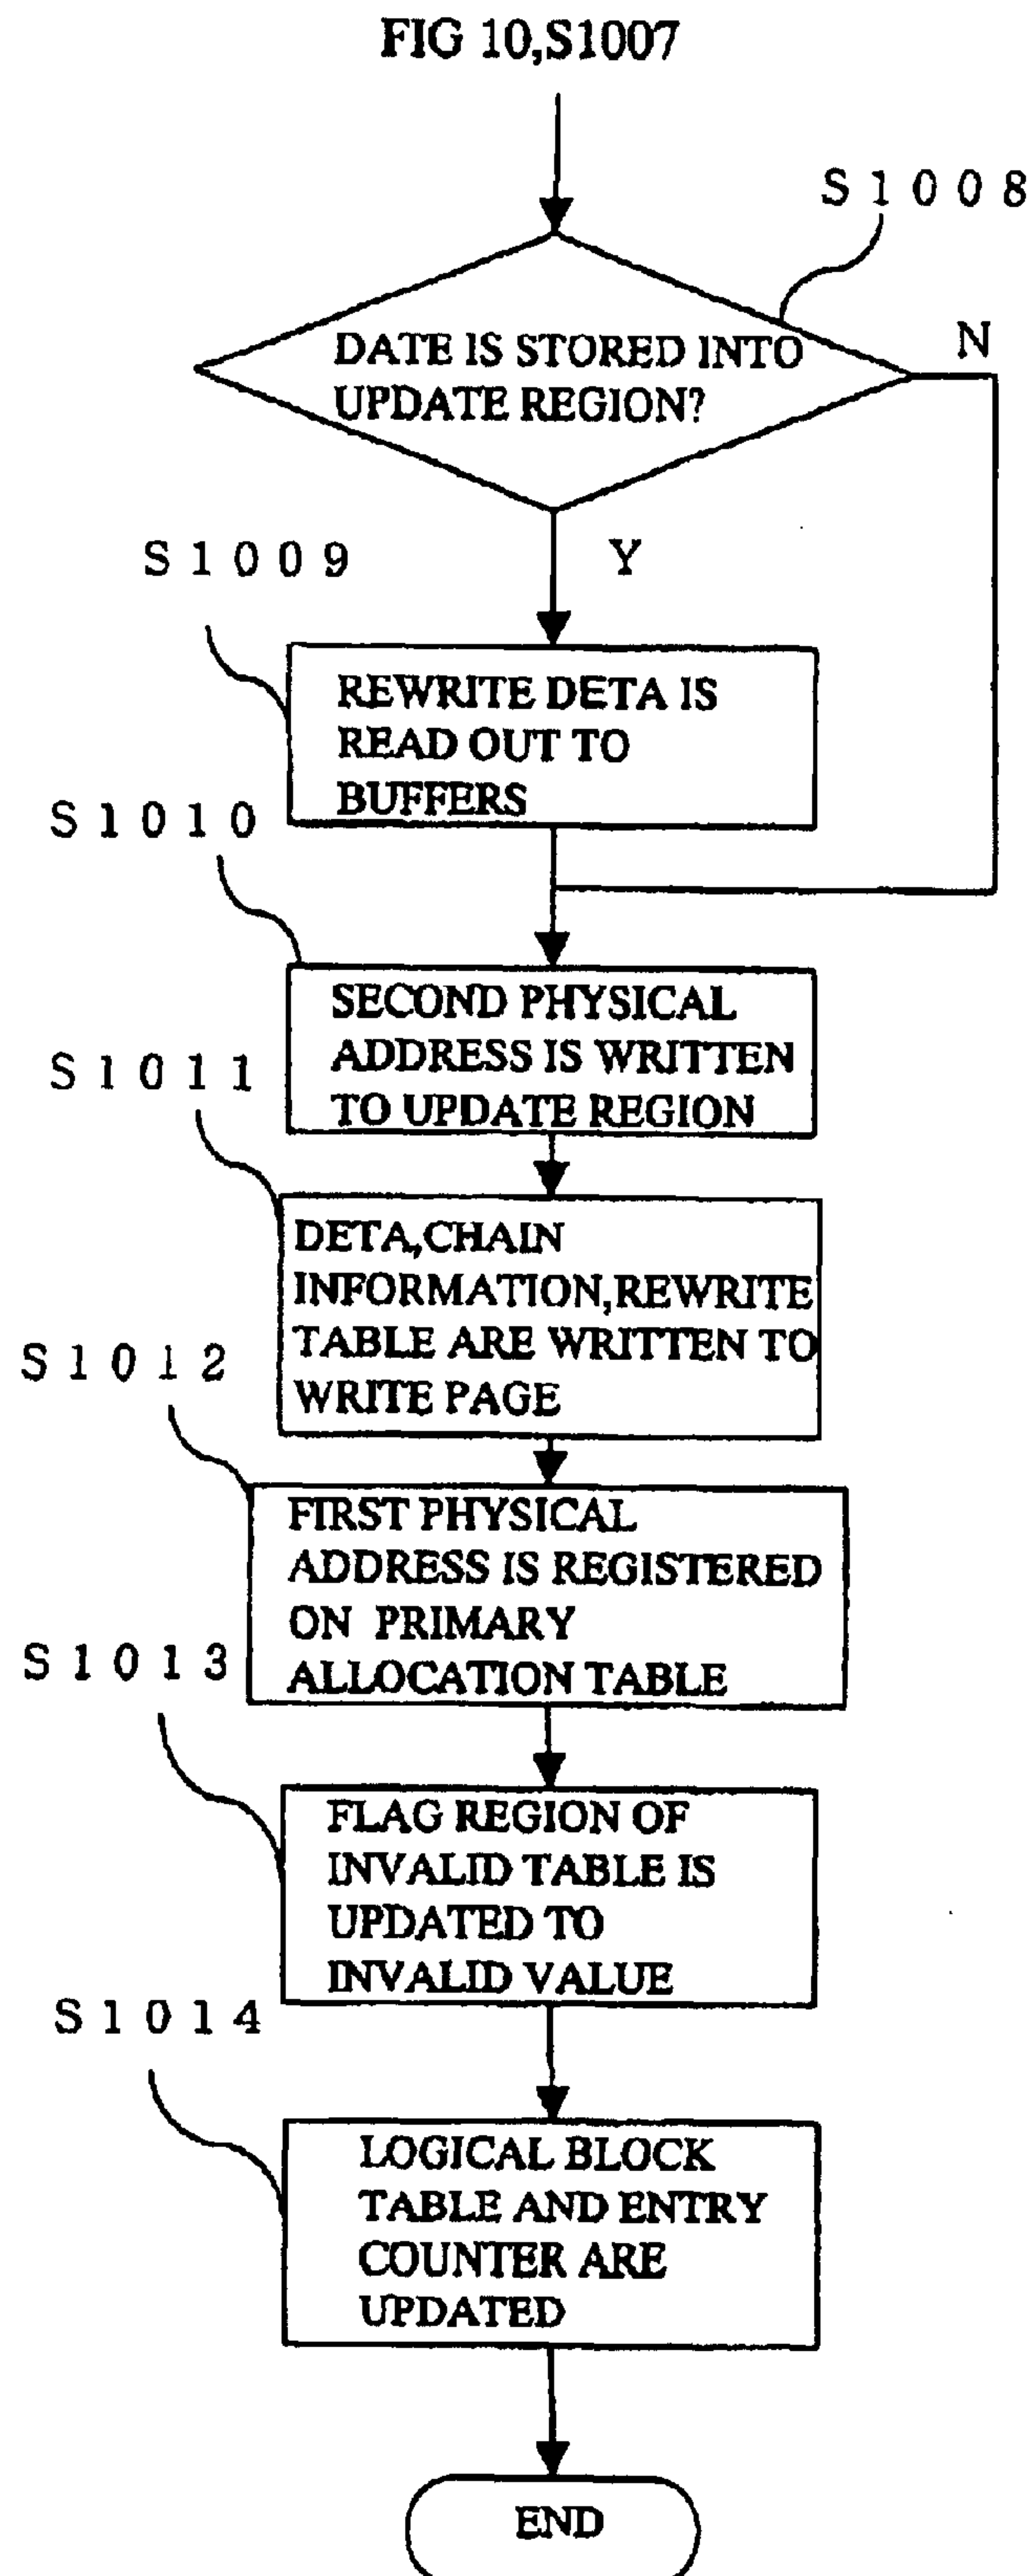 FIG 10,S1007
S1008
DATE IS STORED INTO
UPDATE REGION?
N
Y
S1009
REWRITE DETA IS
READ OUT TO
BUFFERS
S1010
SECOND PHYSICAL
ADDRESS IS WRITTEN
TO UPDATE REGION
S1011
DETA,CHAIN
INFORMATION,REWRITE
TABLE ARE WRITTEN TO
WRITE PAGE
S1012
FIRST PHYSICAL
ADDRESS IS REGISTERED
ON PRIMARY
ALLOCATION TABLE
S1013
FLAG REGION OF
INVALID TABLE IS
UPDATED TO
INVALID VALUE
S1014
LOGICAL BLOCK
TABLE AND ENTRY
COUNTER ARE
UPDATED
END